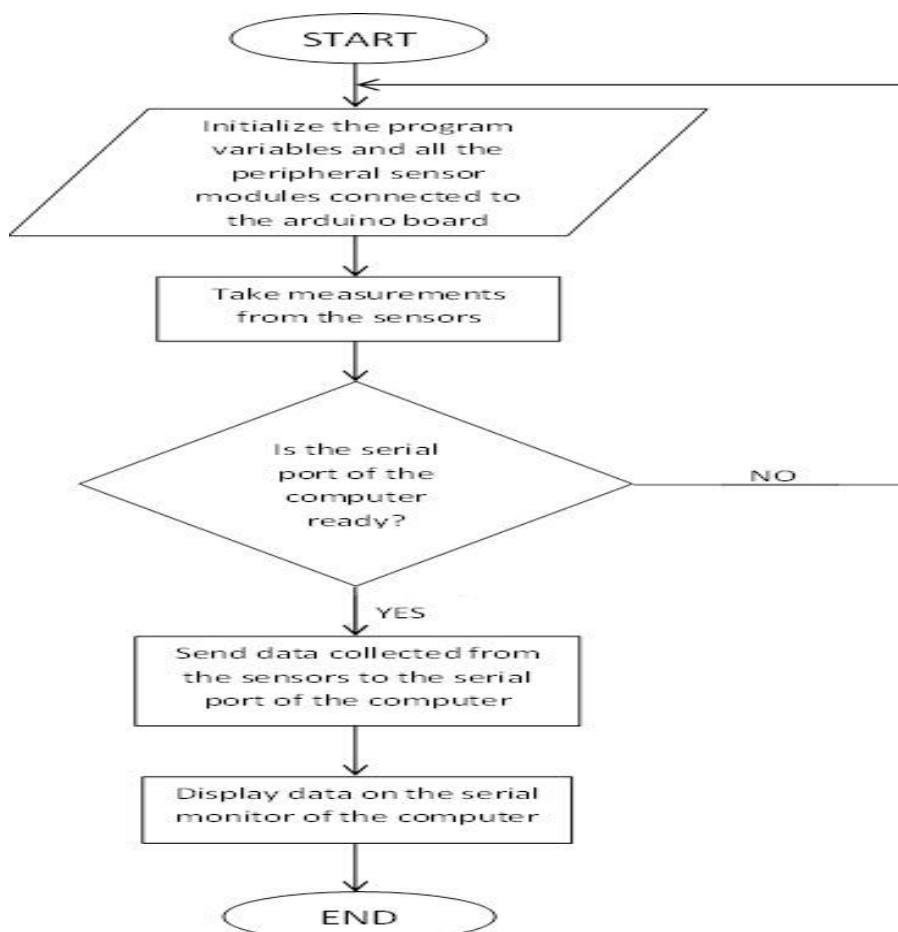 START
Initialize the program
variables and all the
peripheral sensor
modules connected to
the arduino board
Take measurements
from the sensors
Is the serial
port of the
computer
ready?
NO
YES
Send data collected from
the sensors to the serial
port of the computer
Display data on the serial
monitor of the computer
END